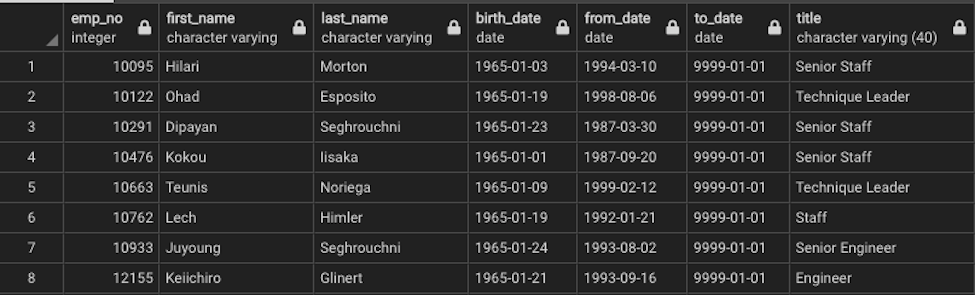 emp_no first_name last_name birth_date from_date to_date title
integer character varying character varying date date date character varying (40)
1 10095 Hilari Morton 1965-01-03 1994-03-10 9999-01-01 Senior Staff
2 10122 Ohad Esposito 1965-01-19 1998-08-06 9999-01-01 Technique Leader
3 10291 Dipayan Seghrouchni 1965-01-23 1987-03-30 9999-01-01 Senior Staff
4 10476 Kokou Iisaka 1965-01-01 1987-09-20 9999-01-01 Senior Staff
5 10663 Teunis Noriega 1965-01-09 1999-02-12 9999-01-01 Technique Leader
6 10762 Lech Himler 1965-01-19 1992-01-21 9999-01-01 Staff
7 10933 Juyoung Seghrouchni 1965-01-24 1993-08-02 9999-01-01 Senior Engineer
8 12155 Keiichiro Glinert 1965-01-21 1993-09-16 9999-01-01 Engineer